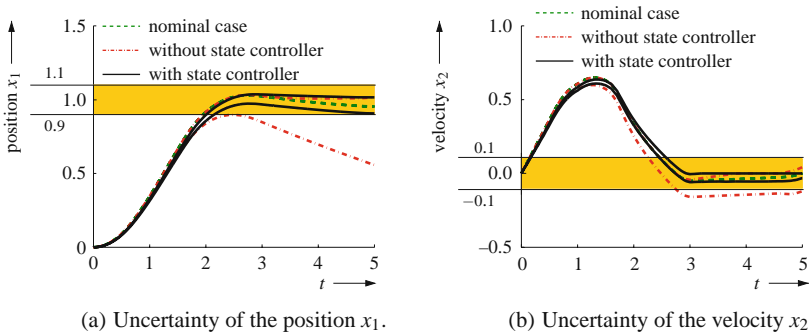 1.5
nominal case
without state controller
with state controller
1.1
1.0
0.9
0.5
0
position x₁
0 1 2 3 4 5
t
(a) Uncertainty of the position x₁.
1.0
nominal case
without state controller
with state controller
0.5
0.1
0.0
−0.1
−0.5
velocity x₂
0 1 2 3 4 5
t
(b) Uncertainty of the velocity x₂